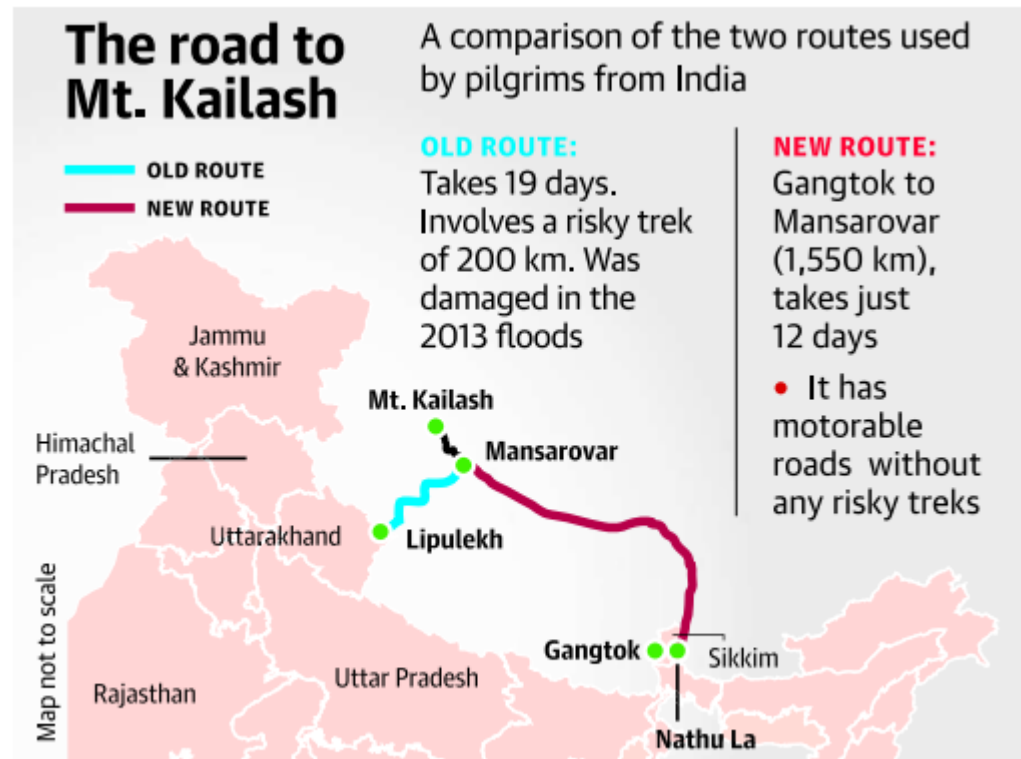 The road to
Mt. Kailash
A comparison of the two routes used
by pilgrims from India
OLD ROUTE
NEW ROUTE
OLD ROUTE:
Takes 19 days.
Involves a risky trek
of 200 km. Was
damaged in the
2013 floods
NEW ROUTE:
Gangtok to
Mansarovar
(1,550 km),
takes just
12 days
• It has
motorable
roads without
any risky treks
Jammu
& Kashmir
Mt. Kailash
Himachal
Pradesh
Mansarovar
Uttarakhand
Lipulekh
Gangtok
Sikkim
Uttar Pradesh
Rajasthan
Nathu La
Map not to scale